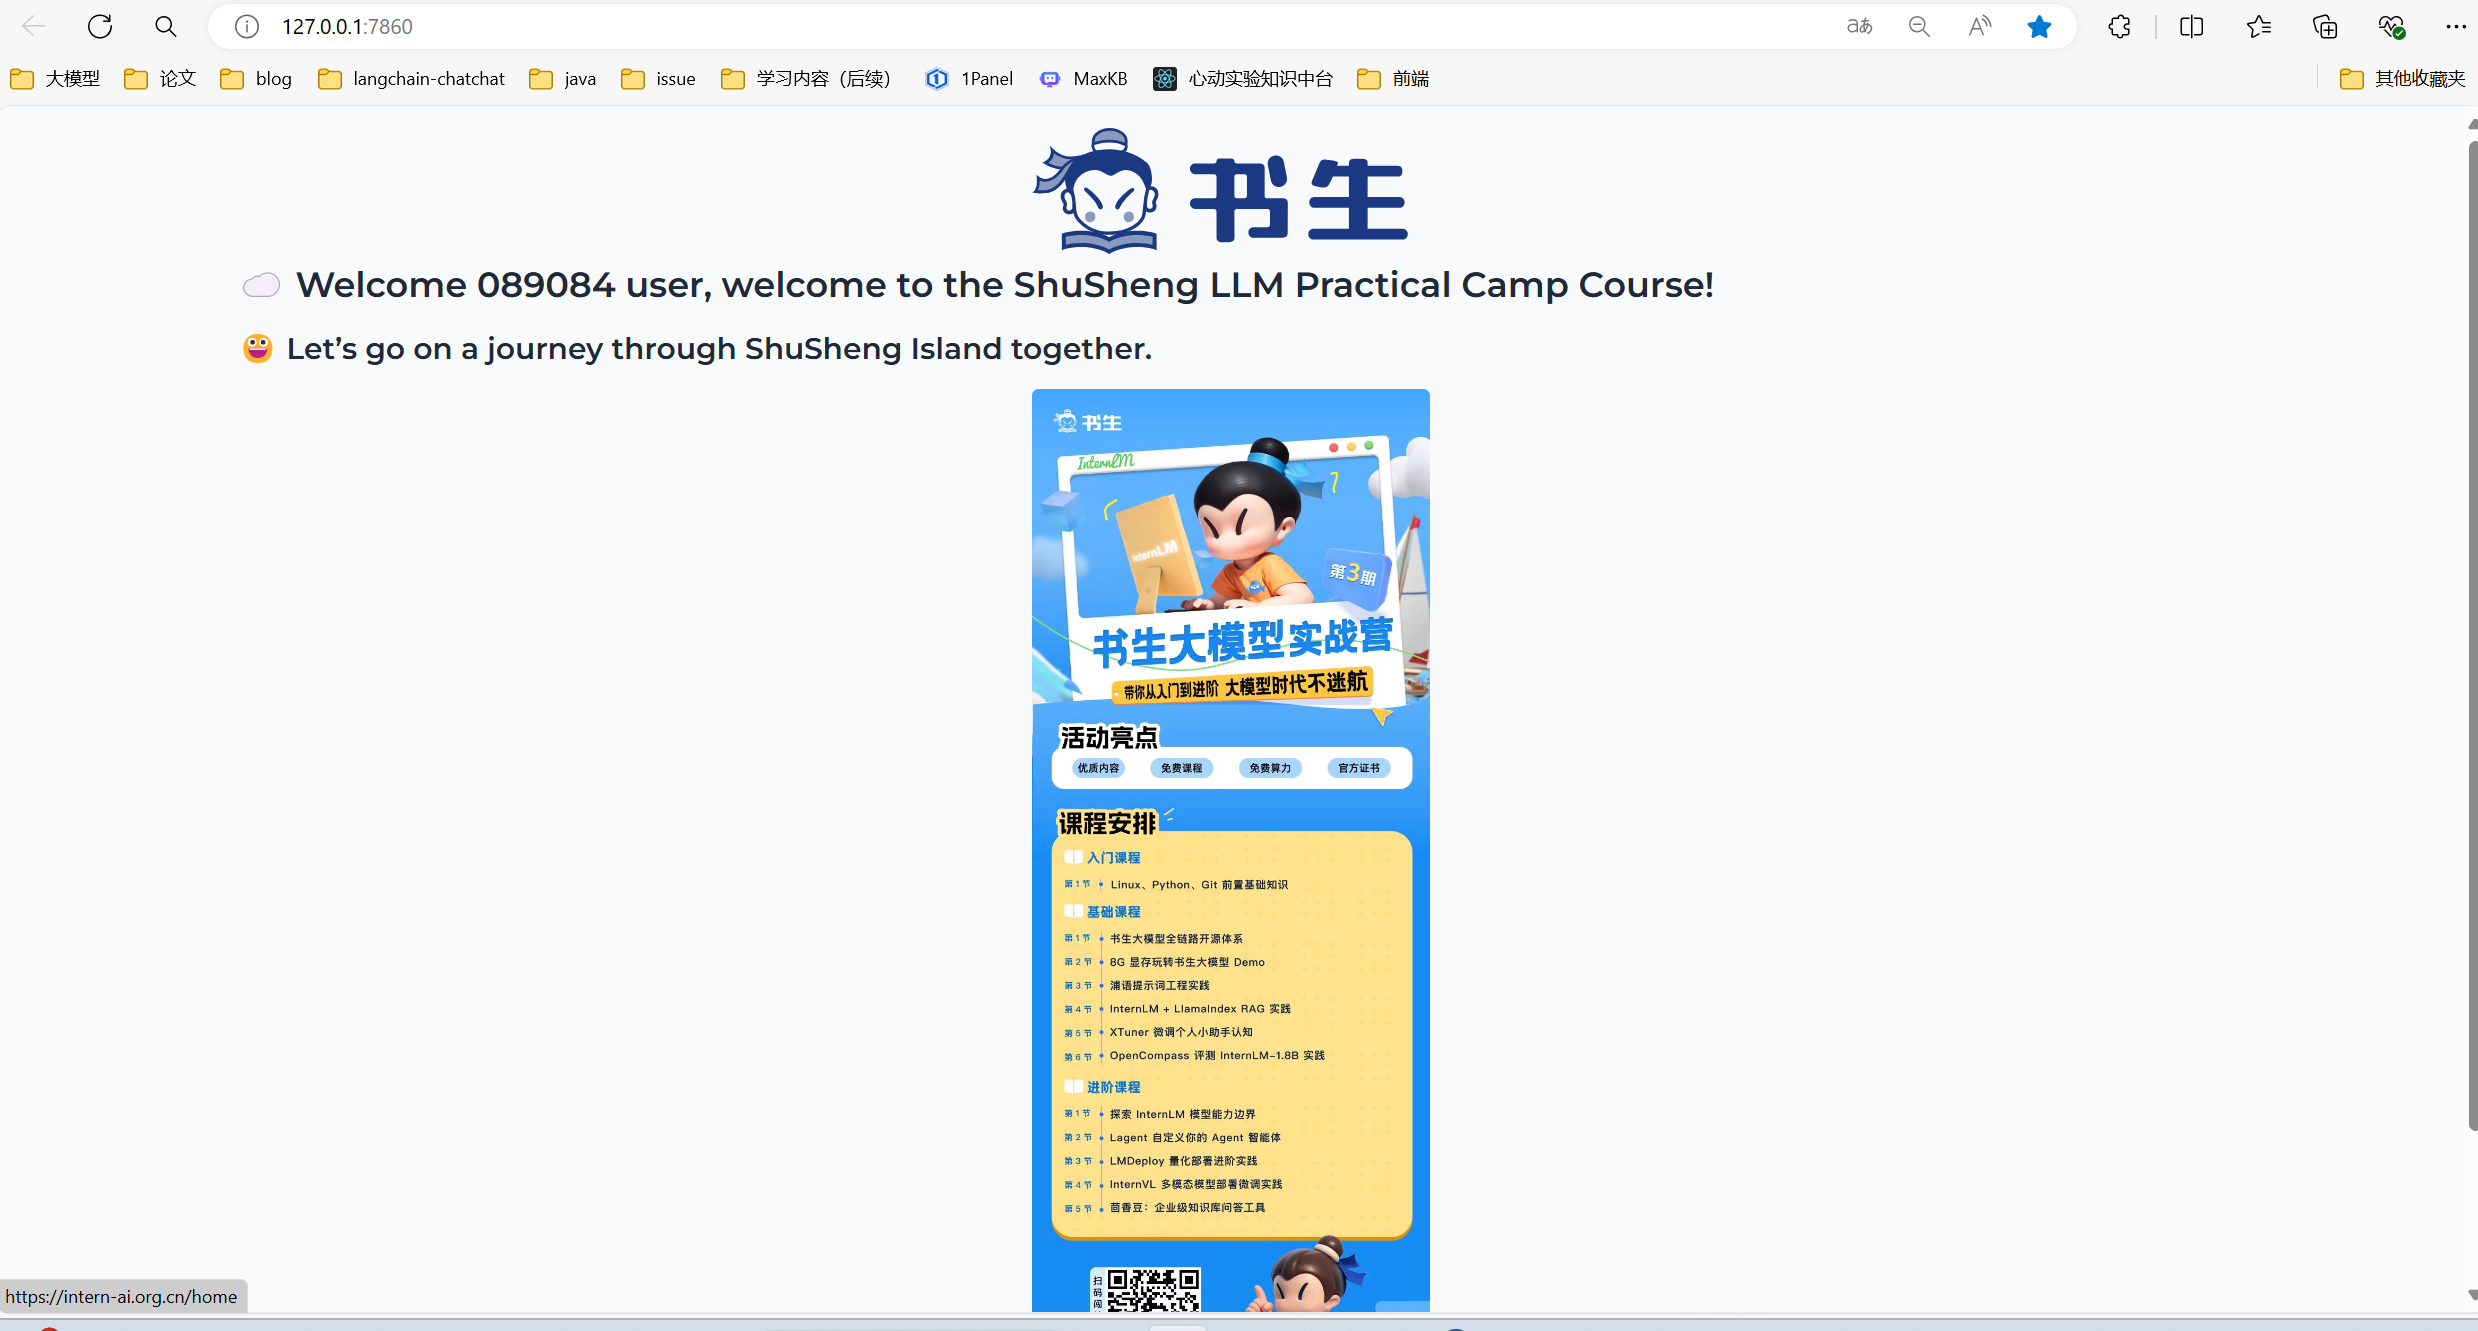 127.0.0.1:7860
aあ
大模型 论文 blog langchain-chatchat java issue 学习内容（后续） 1Panel MaxKB 心动实验知识中台 前端 其他收藏夹
书生
Welcome 089084 user, welcome to the ShuSheng LLM Practical Camp Course!
Let’s go on a journey through ShuSheng Island together.
书生
InternLM
InternLM
第3期
书生大模型实战营
带你从入门到进阶 大模型时代不迷航
活动亮点
优质内容 免费课程 免费算力 官方证书
课程安排
入门课程
第1节 Linux、Python、Git 前置基础知识
基础课程
第1节 书生大模型全链路开源体系
第2节 8G 显存玩转书生大模型 Demo
第3节 浦语提示词工程实践
第4节 InternLM + LlamaIndex RAG 实践
第5节 XTuner 微调个人小助手认知
第6节 OpenCompass 评测 InternLM-1.8B 实践
进阶课程
第1节 探索 InternLM 模型能力边界
第2节 Lagent 自定义你的 Agent 智能体
第3节 LMDeploy 量化部署进阶实践
第4节 InternVL 多模态模型部署微调实践
第5节 茴香豆：企业级知识库问答工具
扫码闯
https://intern-ai.org.cn/home